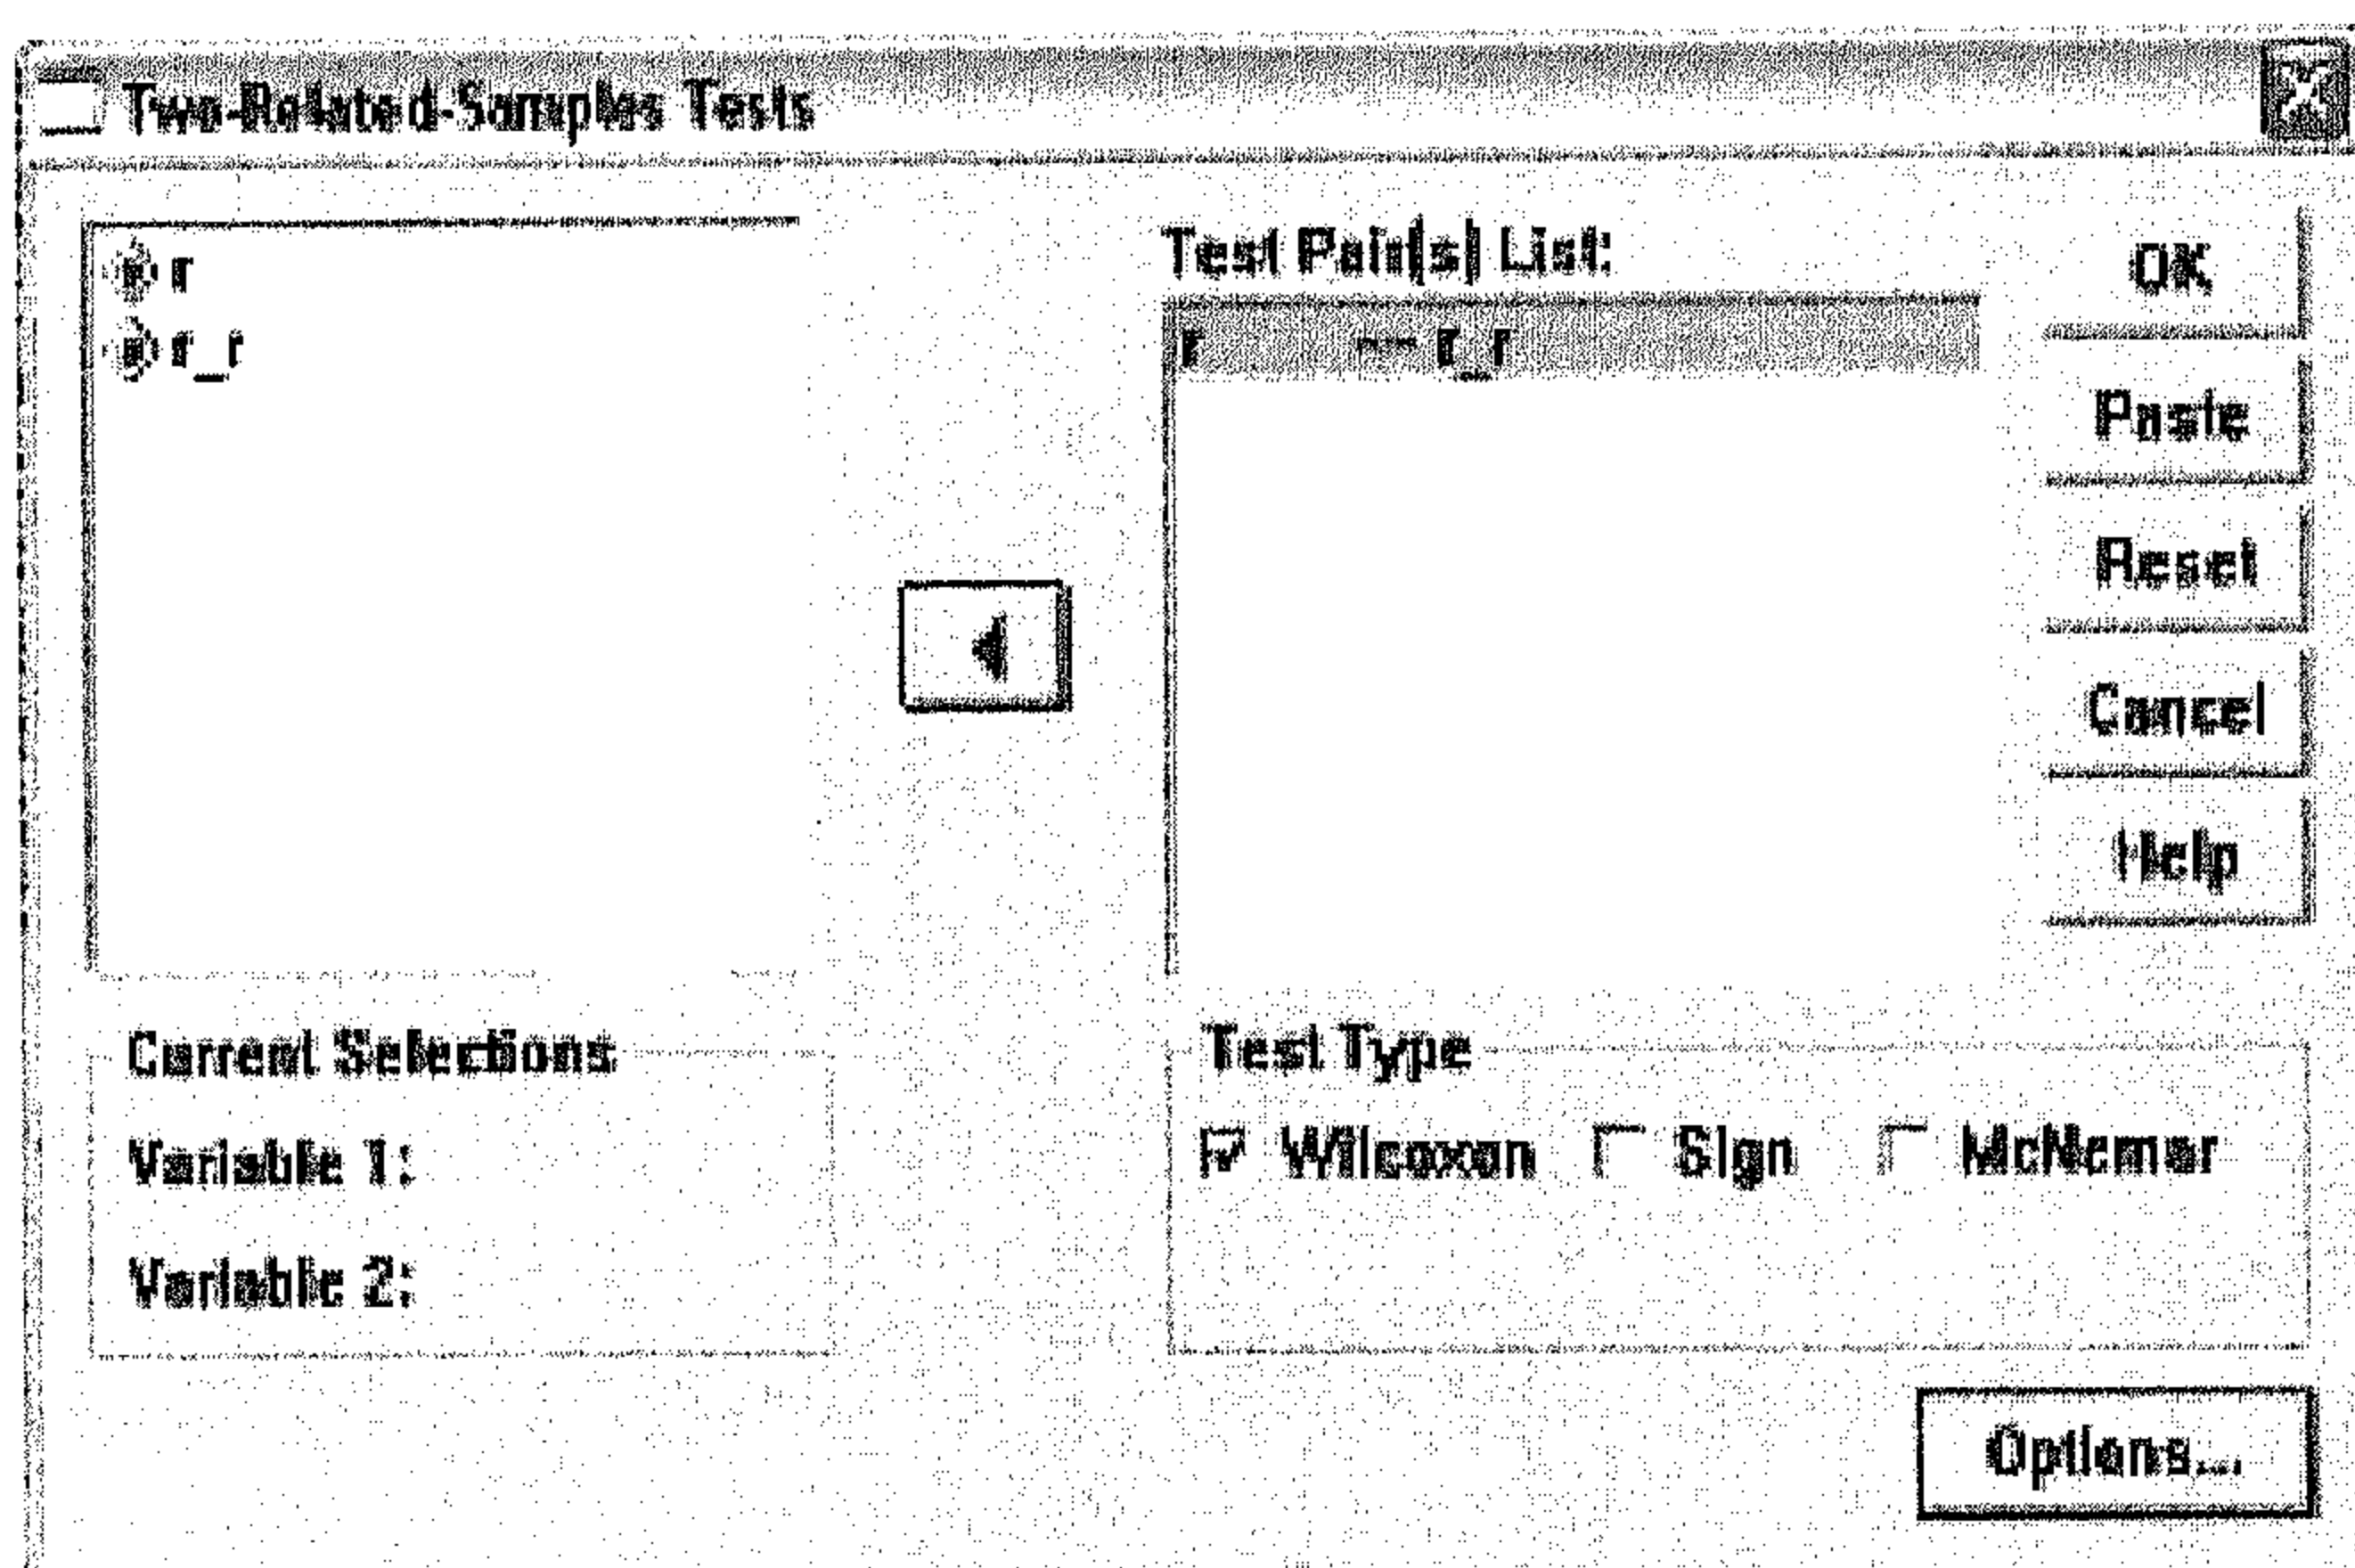 Two-Related-Samples Tests
r
r_r
Test Pair(s) List:
r -- r_r
OK
Paste
Reset
Cancel
Help
Current Selections
Variable 1:
Variable 2:
Test Type
Wilcoxon Sign McNemar
Options...